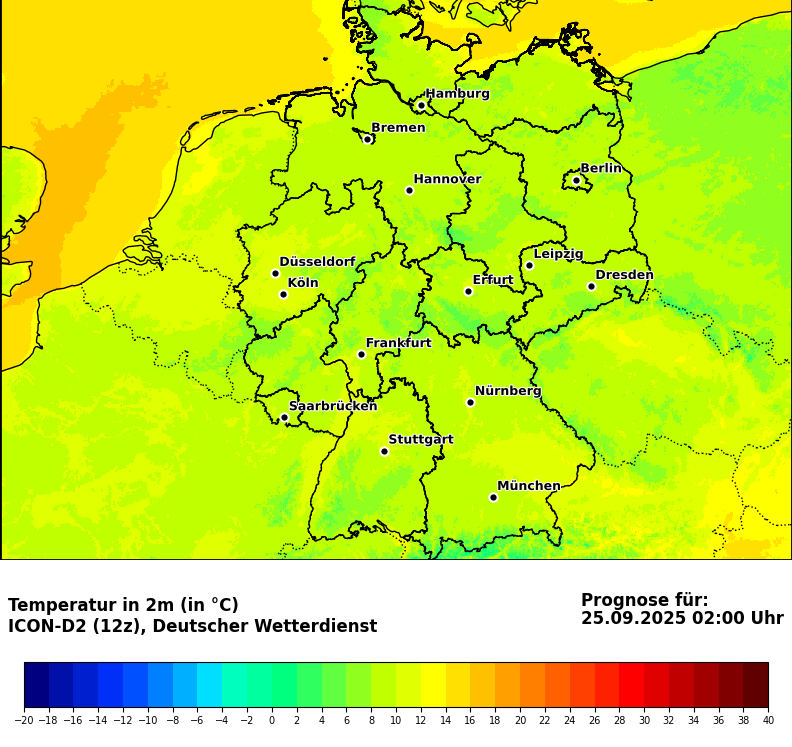 Hamburg
Bremen
Berlin
Hannover
Leipzig
Düsseldorf
Dresden
Köln
Erfurt
Frankfurt
Nürnberg
Saarbrücken
Stuttgart
München
Temperatur in 2m (in °C)
ICON-D2 (12z), Deutscher Wetterdienst
Prognose für:
25.09.2025 02:00 Uhr
−20 −18 −16 −14 −12 −10 −8 −6 −4 −2 0 2 4 6 8 10 12 14 16 18 20 22 24 26 28 30 32 34 36 38 40